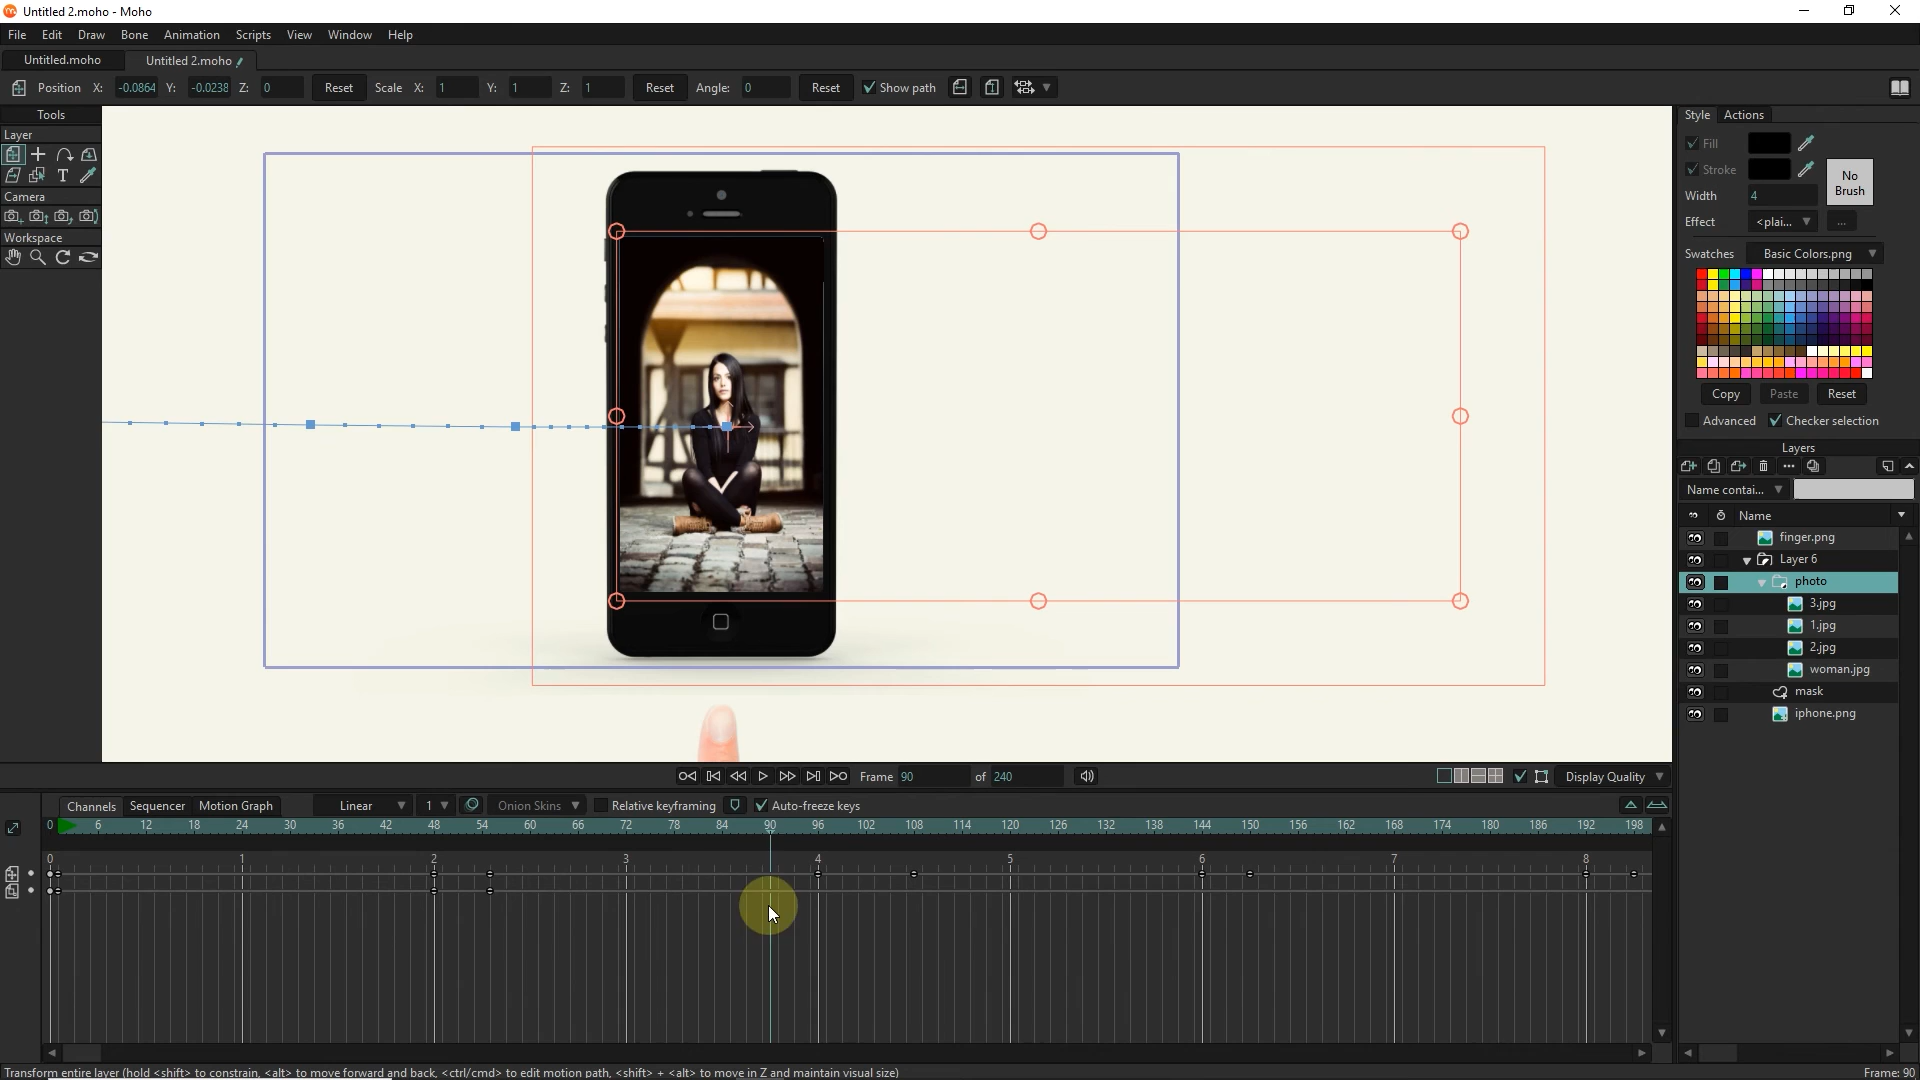 Untitled 2.moho - Moho
File Edit Draw Bone Animation Scripts View Window Help
Untitled.moho Untitled 2.moho
Position X: -0.0864 Y: -0.0238 Z: 0 Reset Scale X: 1 Y: 1 Z: 1 Reset Angle: 0 Reset Show path
Tools
Layer
T
Camera
Workspace
Style Actions
Fill
Stroke
No Brush
Width 4
Effect <plai... ...
Swatches Basic Colors.png
Copy Paste Reset
Advanced Checker selection
Layers
Name contai...
Name
finger.png
Layer 6
photo
3.jpg
1.jpg
2.jpg
woman.jpg
mask
iphone.png
Frame 90 of 240 Display Quality
Channels Sequencer Motion Graph Linear 1 Onion Skins Relative keyframing Auto-freeze keys
0 6 12 18 24 30 36 42 48 54 60 66 72 78 84 90 96 102 108 114 120 126 132 138 144 150 156 162 168 174 180 186 192 198
0 1 2 3 4 5 6 7 8
Transform entire layer (hold <shift> to constrain, <alt> to move forward and back, <ctrl/cmd> to edit motion path, <shift> + <alt> to move in Z and maintain visual size) Frame: 90